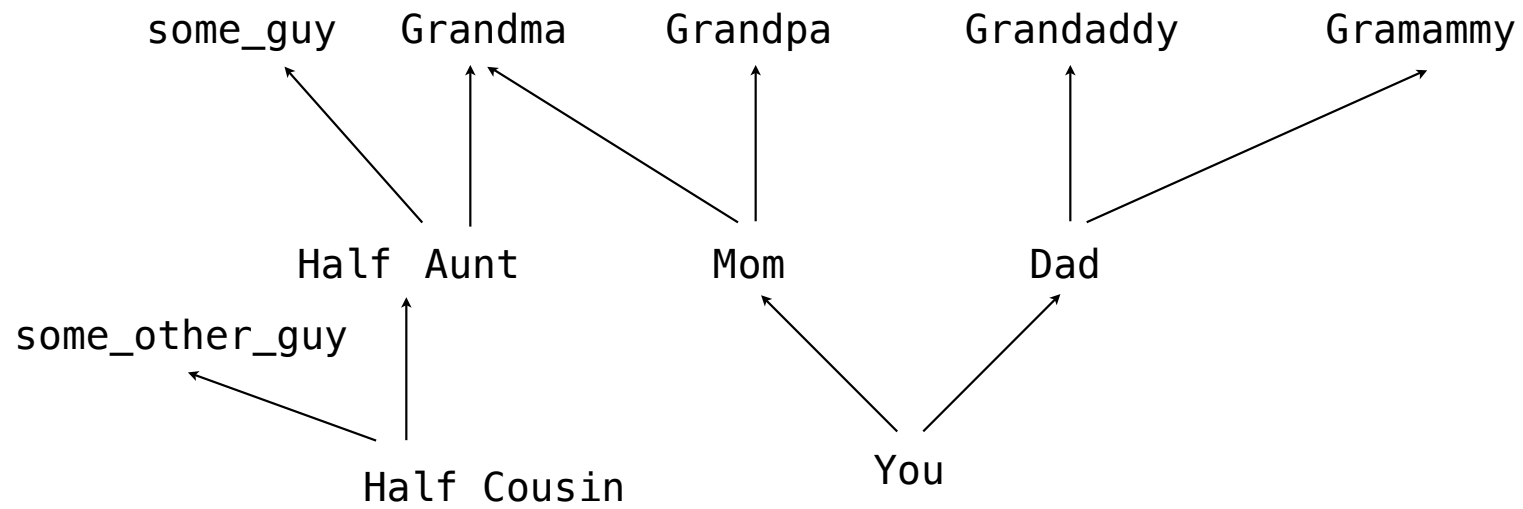 some_guy Grandma Grandpa Grandaddy Gramammy
Half Aunt Mom Dad
some_other_guy
Half Cousin You